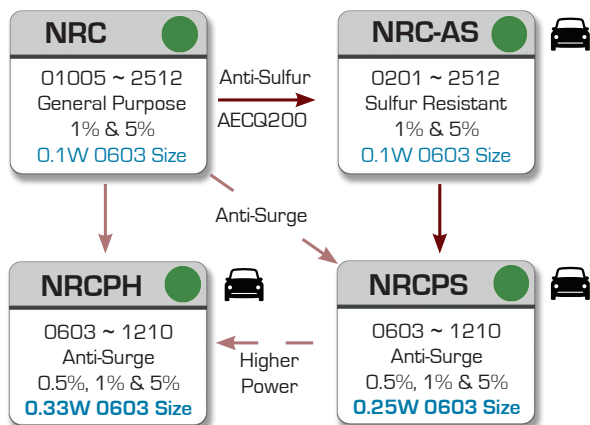 NRC
01005 ~ 2512
General Purpose
1% & 5%
0.1W 0603 Size
Anti-Sulfur
AECQ200
NRC-AS
0201 ~ 2512
Sulfur Resistant
1% & 5%
0.1W 0603 Size
Anti-Surge
NRCPH
0603 ~ 1210
Anti-Surge
0.5%, 1% & 5%
0.33W 0603 Size
Higher
Power
NRCPS
0603 ~ 1210
Anti-Surge
0.5%, 1% & 5%
0.25W 0603 Size